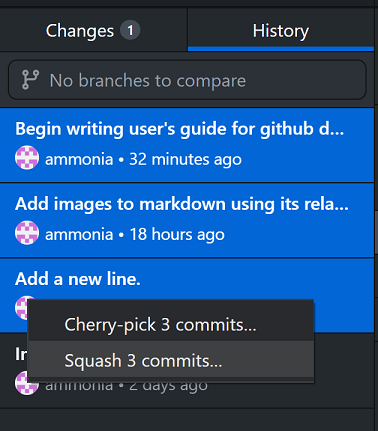 Changes 1 History
No branches to compare
Begin writing user's guide for github d...
ammonia • 32 minutes ago
Add images to markdown using its rela...
ammonia • 18 hours ago
Add a new line.
Cherry-pick 3 commits...
In
Squash 3 commits...
ammonia • 2 days ago